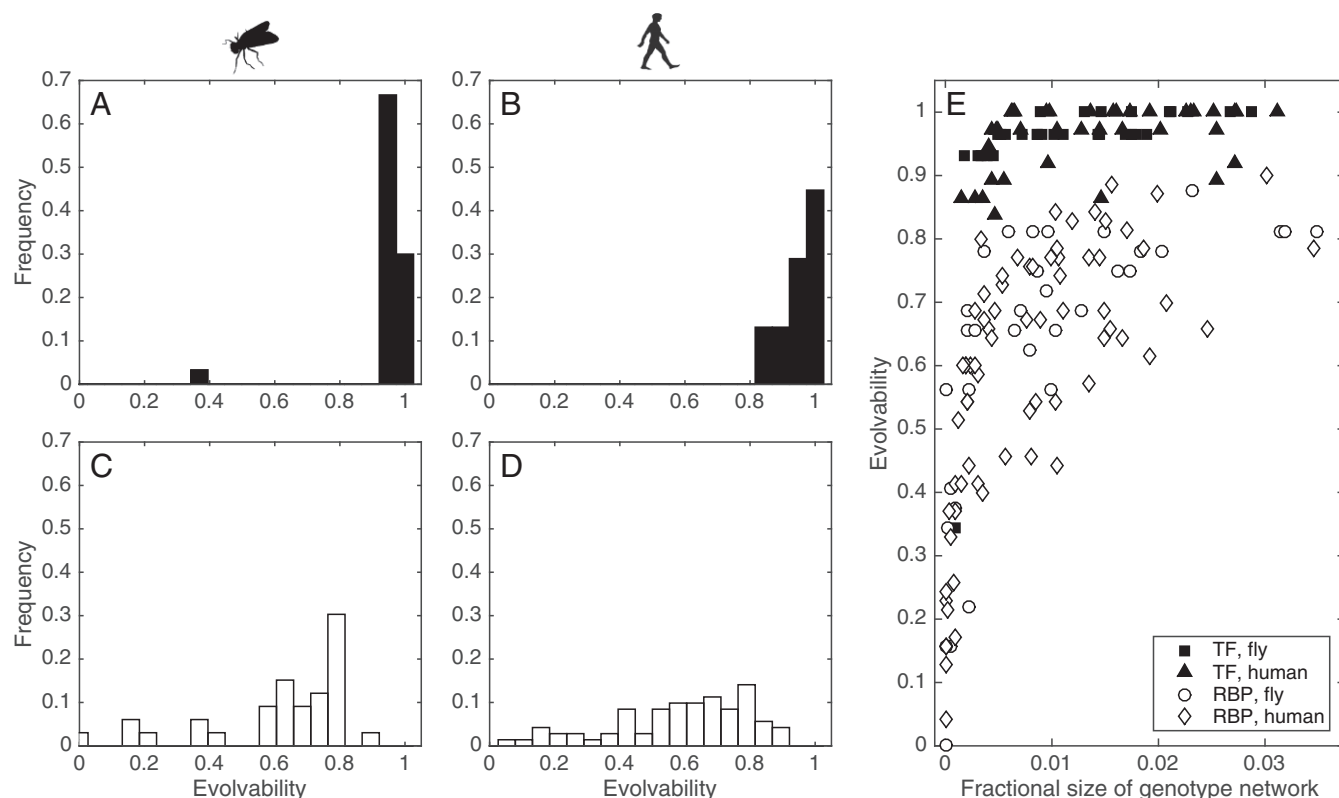 A
0.7
0.6
0.5
0.4
0.3
0.2
0.1
0
Frequency
0 0.2 0.4 0.6 0.8 1
B
0.7
0.6
0.5
0.4
0.3
0.2
0.1
0
0 0.2 0.4 0.6 0.8 1
C
0.7
0.6
0.5
0.4
0.3
0.2
0.1
0
Frequency
0 0.2 0.4 0.6 0.8 1
Evolvability
D
0.7
0.6
0.5
0.4
0.3
0.2
0.1
0
0 0.2 0.4 0.6 0.8 1
Evolvability
E
1
0.9
0.8
0.7
0.6
0.5
0.4
0.3
0.2
0.1
0
Evolvability
0 0.01 0.02 0.03
Fractional size of genotype network
TF, fly
TF, human
RBP, fly
RBP, human